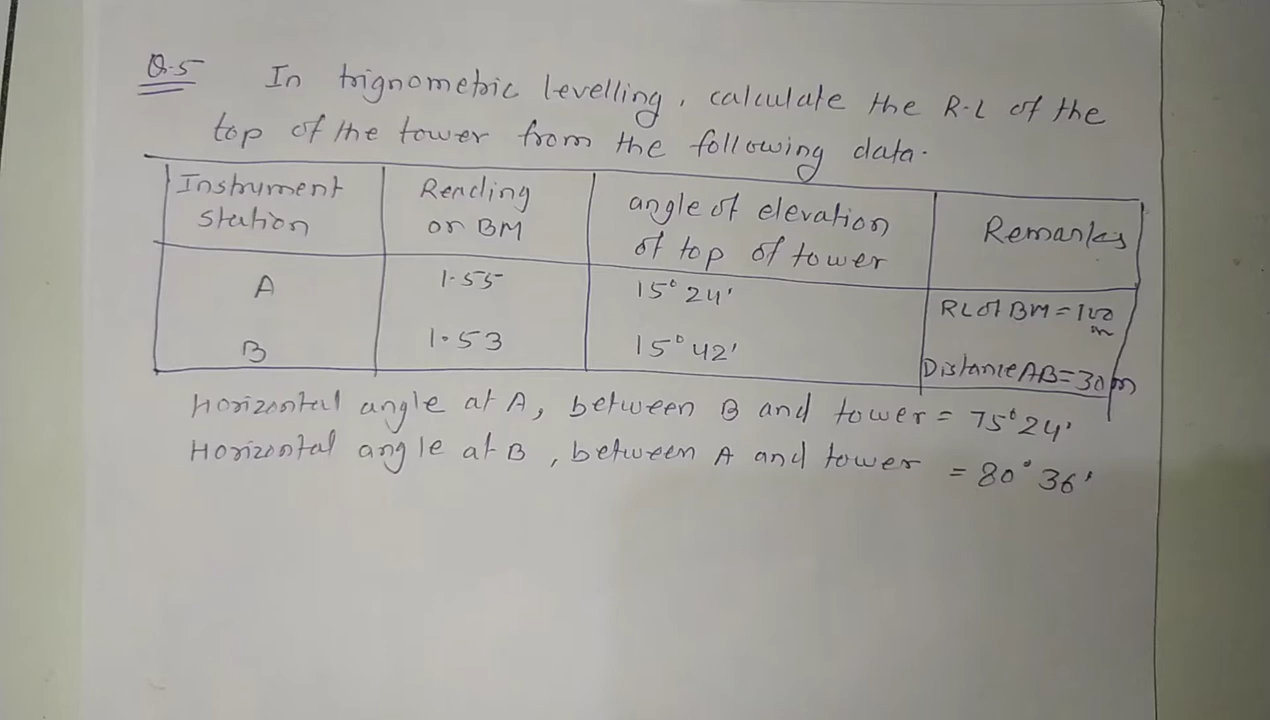 Q.5 In trignometric levelling, calculate the R.L of the
top of the tower from the following data.
Instrument station | Reading on BM | angle of elevation of top of tower | Remarks
A | 1.55 | 15° 24' | RL of BM = 100 m
B | 1.53 | 15° 42' | Distance AB = 30 m
Horizontal angle at A, between B and tower = 75° 24'
Horizontal angle at B, between A and tower = 80° 36'